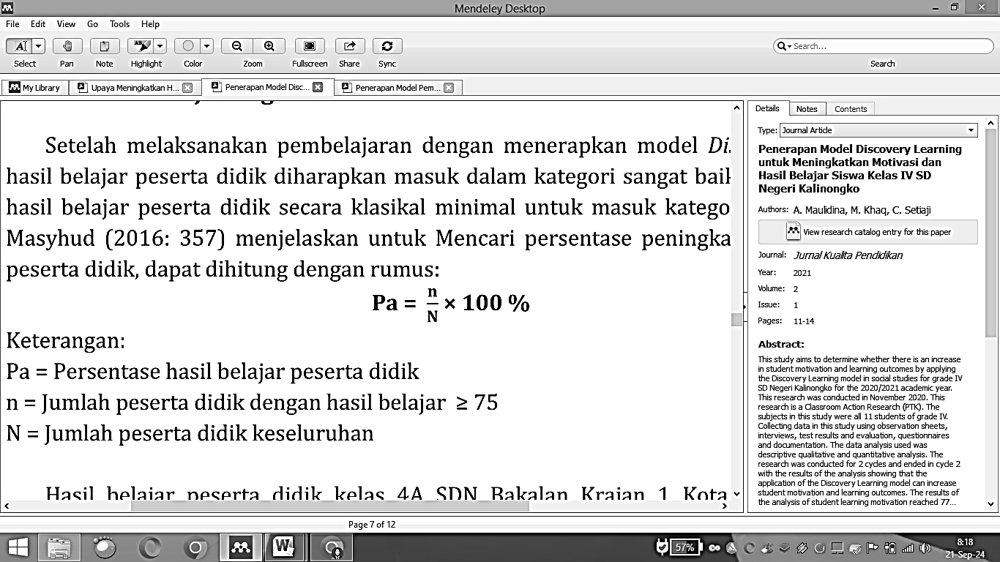 Mendeley Desktop
File Edit View Go Tools Help
Select Pan Note Highlight Color Zoom Fullscreen Share Sync
Search...
Search
My Library Upaya Meningkatkan H... Penerapan Model Disc... Penerapan Model Pem...
Setelah melaksanakan pembelajaran dengan menerapkan model Di
hasil belajar peserta didik diharapkan masuk dalam kategori sangat baik
hasil belajar peserta didik secara klasikal minimal untuk masuk katego
Masyhud (2016: 357) menjelaskan untuk Mencari persentase peningka
peserta didik, dapat dihitung dengan rumus:
Pa = n/N × 100 %
Keterangan:
Pa = Persentase hasil belajar peserta didik
n = Jumlah peserta didik dengan hasil belajar ≥ 75
N = Jumlah peserta didik keseluruhan
Hasil belajar peserta didik kelas 4A SDN Bakalan Krajan 1 Kota
Details Notes Contents
Type: Journal Article
Penerapan Model Discovery Learning
untuk Meningkatkan Motivasi dan
Hasil Belajar Siswa Kelas IV SD
Negeri Kalinongko
Authors: A. Maulidina, M. Khaq, C. Setiaji
View research catalog entry for this paper
Journal: Jurnal Kualita Pendidikan
Year: 2021
Volume: 2
Issue: 1
Pages: 11-14
Abstract:
This study aims to determine whether there is an increase
in student motivation and learning outcomes by applying
the Discovery Learning model in social studies for grade IV
SD Negeri Kalinongko for the 2020/2021 academic year.
This research was conducted in November 2020. This
research is a Classroom Action Research (PTK). The
subjects in this study were all 11 students of grade IV.
Collecting data in this study using observation sheets,
interviews, test results and evaluation, questionnaires
and documentation. The data analysis used was
descriptive qualitative and quantitative analysis. The
research was conducted for 2 cycles and ended in cycle 2
with the results of the analysis showing that the
application of the Discovery Learning model can increase
student motivation and learning outcomes. The results of
the analysis of student learning motivation reached 77...
Page 7 of 12
57%
8:18
21-Sep-24